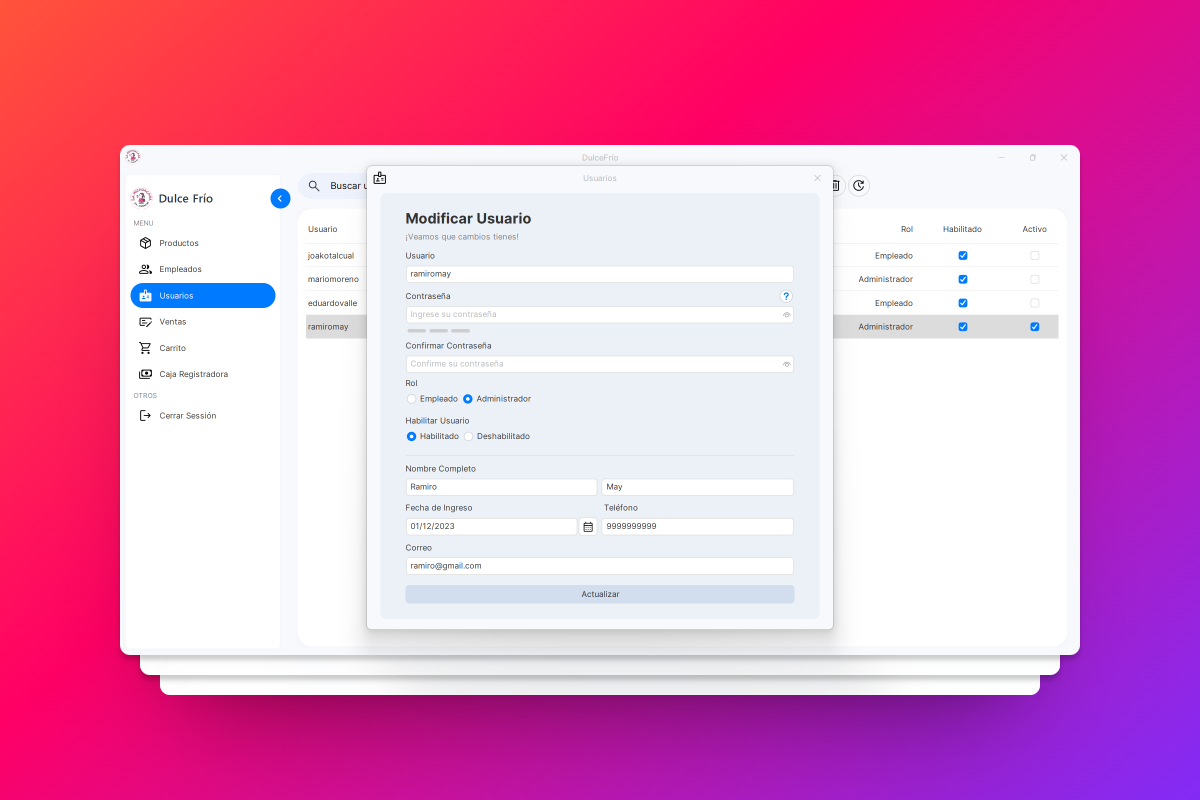 DulceFrío
Dulce Frío
MENU
Productos
Empleados
Usuarios
Ventas
Carrito
Caja Registradora
OTROS
Cerrar Sesión
Buscar u
Usuario Rol Habilitado Activo
joakotalcual Empleado
mariomoreno Administrador
eduardovalle Empleado
ramiromay Administrador
Usuarios
Modificar Usuario
¡Veamos que cambios tienes!
Usuario
ramiromay
Contraseña ?
Ingrese su contraseña
Confirmar Contraseña
Confirme su contraseña
Rol
Empleado Administrador
Habilitar Usuario
Habilitado Deshabilitado
Nombre Completo
Ramiro May
Fecha de Ingreso Teléfono
01/12/2023 9999999999
Correo
ramiro@gmail.com
Actualizar